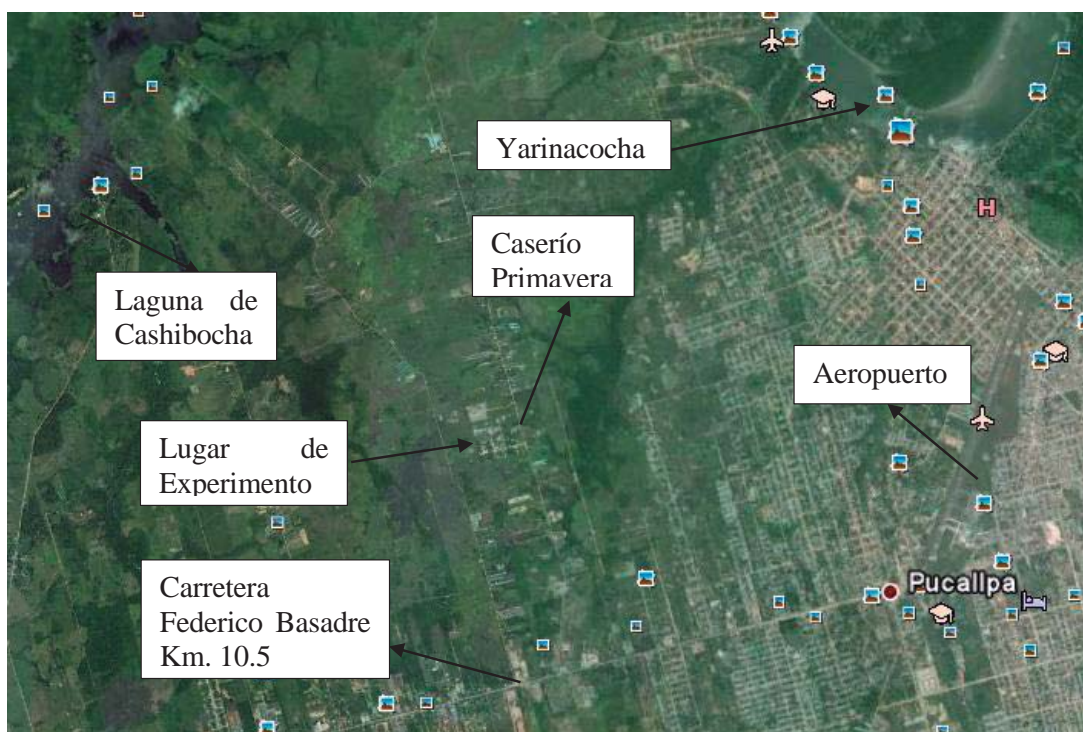 Yarinacocha
H
Caserío
Primavera
Laguna de
Cashibocha
Aeropuerto
Lugar de
Experimento
Carretera
Federico Basadre
Km. 10.5
Pucallpa